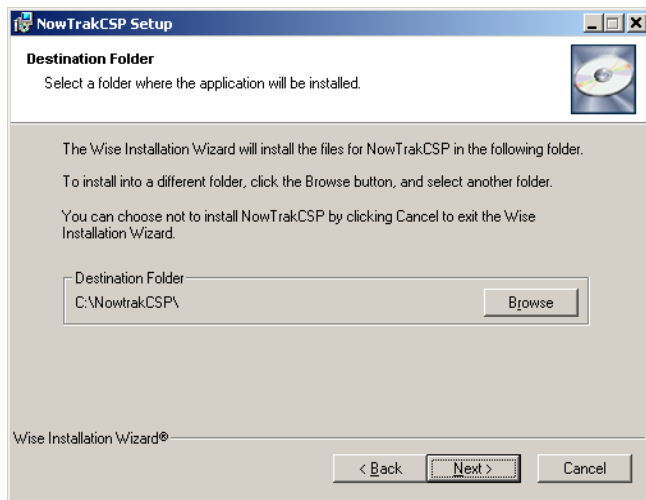 NowTrakCSP Setup
Destination Folder
Select a folder where the application will be installed.
The Wise Installation Wizard will install the files for NowTrakCSP in the following folder.
To install into a different folder, click the Browse button, and select another folder.
You can choose not to install NowTrakCSP by clicking Cancel to exit the Wise
Installation Wizard.
Destination Folder
C:\NowtrakCSP\
Browse
Wise Installation Wizard®
< Back
Next >
Cancel